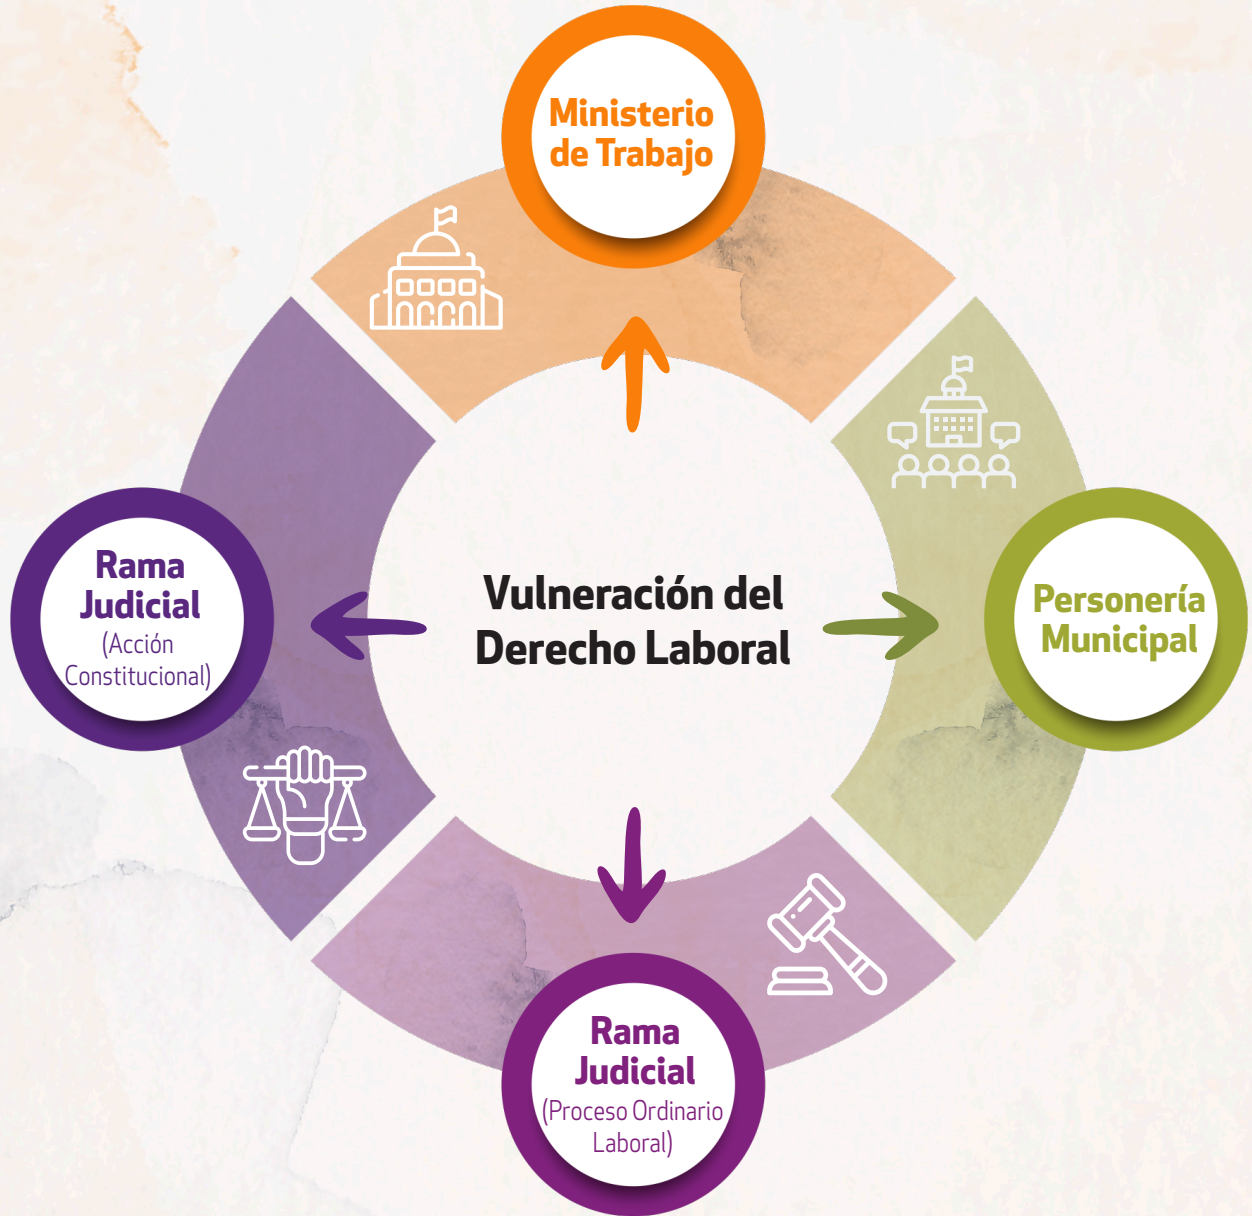 Ministerio
de Trabajo
Rama
Judicial
(Acción
Constitucional)
Vulneración del
Derecho Laboral
Personería
Municipal
Rama
Judicial
(Proceso Ordinario
Laboral)